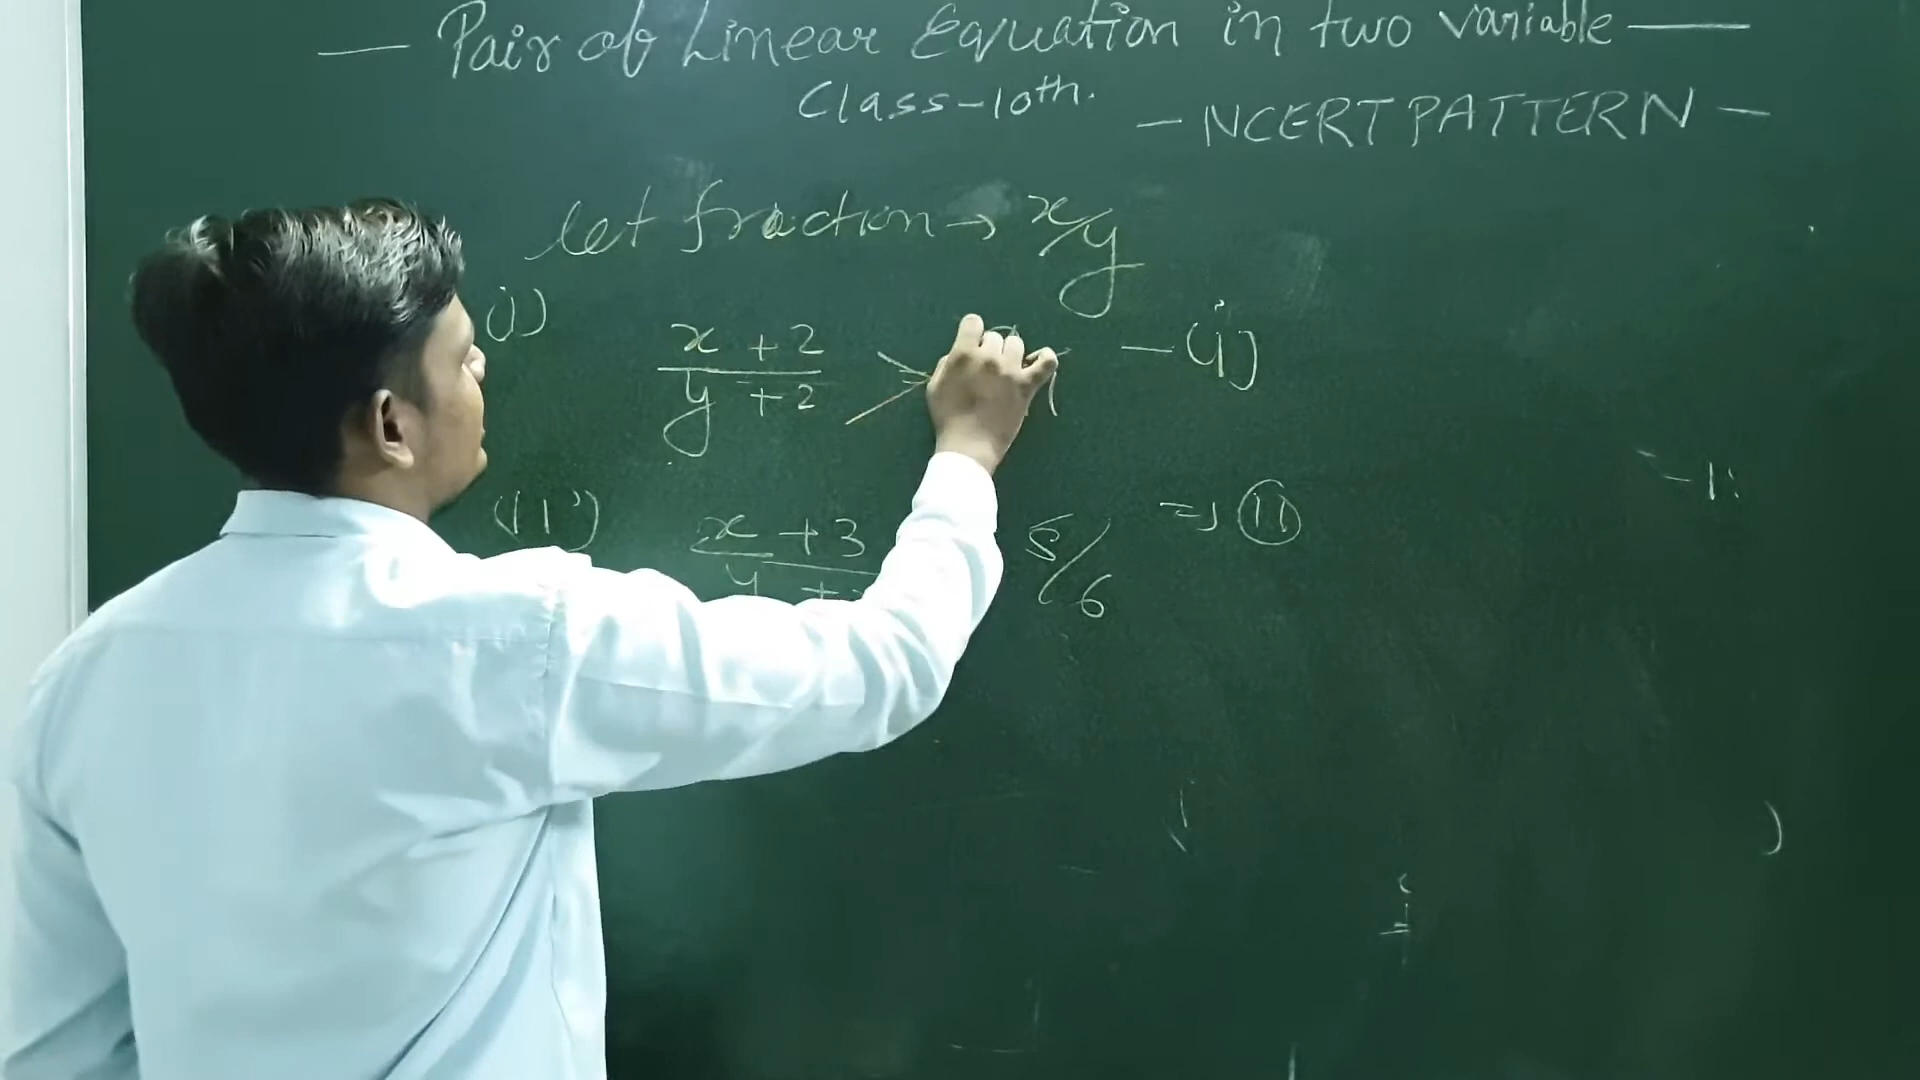 — Pair of Linear Equation in two variable —
Class-10th.
— NCERT PATTERN —
let fraction → x/y
i)
x + 2
y + 2
— (i)
(ii)
x + 3
y +
5/6
=> (ii)